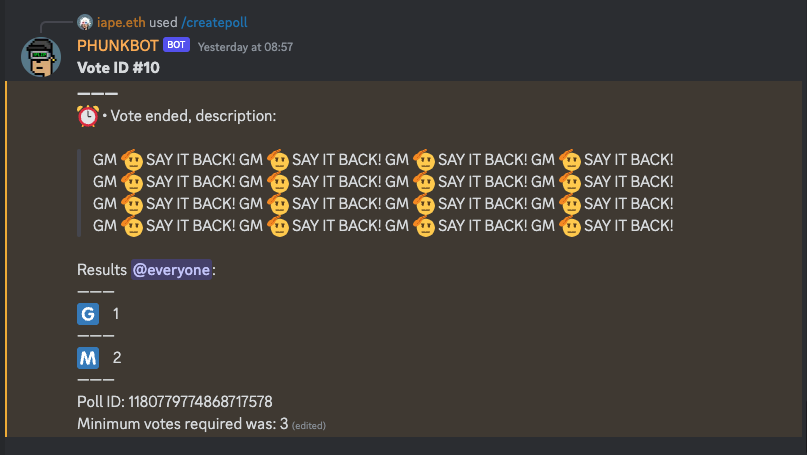 iape.eth used /createpoll
PHUNKBOT BOT Yesterday at 08:57
Vote ID #10
———
⏰ • Vote ended, description:
GM 🫡 SAY IT BACK! GM 🫡 SAY IT BACK! GM 🫡 SAY IT BACK! GM 🫡 SAY IT BACK!
GM 🫡 SAY IT BACK! GM 🫡 SAY IT BACK! GM 🫡 SAY IT BACK! GM 🫡 SAY IT BACK!
GM 🫡 SAY IT BACK! GM 🫡 SAY IT BACK! GM 🫡 SAY IT BACK! GM 🫡 SAY IT BACK!
GM 🫡 SAY IT BACK! GM 🫡 SAY IT BACK! GM 🫡 SAY IT BACK! GM 🫡 SAY IT BACK!
Results @everyone:
———
G 1
———
M 2
———
Poll ID: 1180779774868717578
Minimum votes required was: 3 (edited)